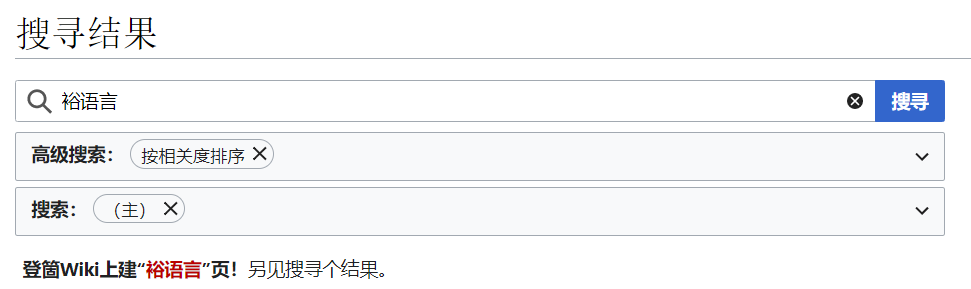 搜寻结果
裕语言
搜寻
高级搜索： 按相关度排序
搜索： （主）
登箇Wiki上建“裕语言”页！另见搜寻个结果。